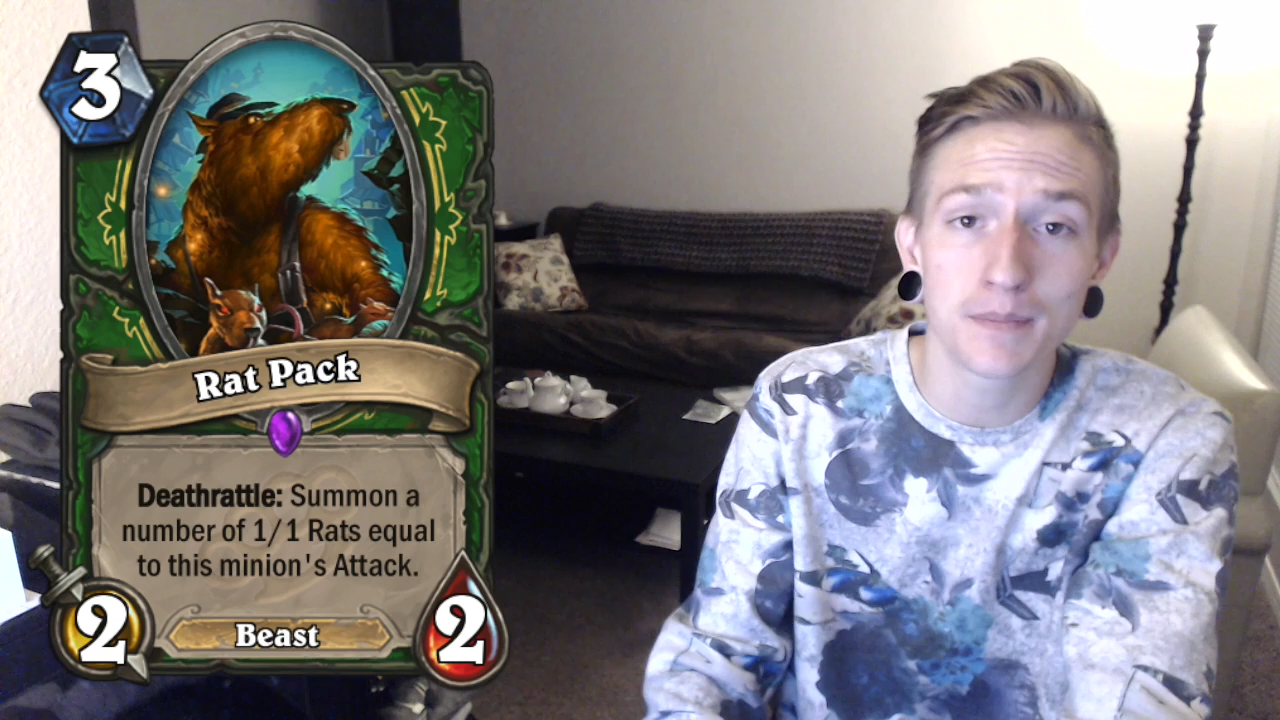 3
Rat Pack
Deathrattle: Summon a
number of 1/1 Rats equal
to this minion's Attack.
2
Beast
2